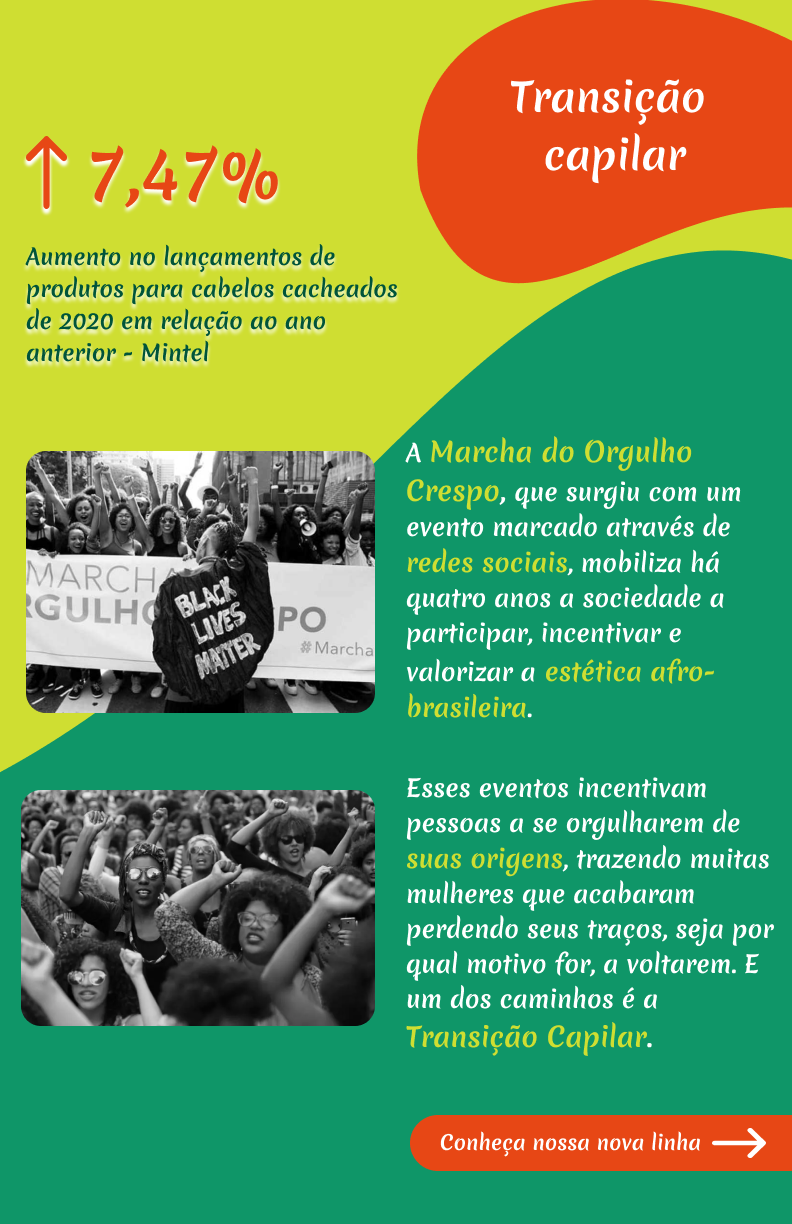 Transição
capilar
↑ 7,47%
Aumento no lançamentos de
produtos para cabelos cacheados
de 2020 em relação ao ano
anterior - Mintel
A Marcha do Orgulho
Crespo, que surgiu com um
evento marcado através de
redes sociais, mobiliza há
quatro anos a sociedade a
participar, incentivar e
valorizar a estética afro-
brasileira.
MARCHA
RGULHO PO
#Marcha
BLACK
LIVES
MATTER
Esses eventos incentivam
pessoas a se orgulharem de
suas origens, trazendo muitas
mulheres que acabaram
perdendo seus traços, seja por
qual motivo for, a voltarem. E
um dos caminhos é a
Transição Capilar.
Conheça nossa nova linha →